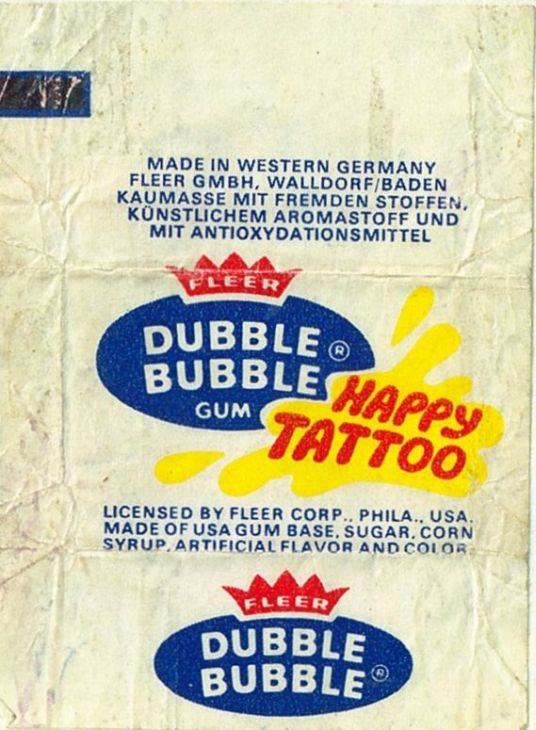 MADE IN WESTERN GERMANY
FLEER GMBH, WALLDORF/BADEN
KAUMASSE MIT FREMDEN STOFFEN,
KÜNSTLICHEM AROMASTOFF UND
MIT ANTIOXYDATIONSMITTEL
FLEER
DUBBLE ®
BUBBLE
GUM
HAPPY
TATTOO
LICENSED BY FLEER CORP., PHILA., USA.
MADE OF USA GUM BASE, SUGAR, CORN
SYRUP, ARTIFICIAL FLAVOR AND COLOR
FLEER
DUBBLE
BUBBLE ®